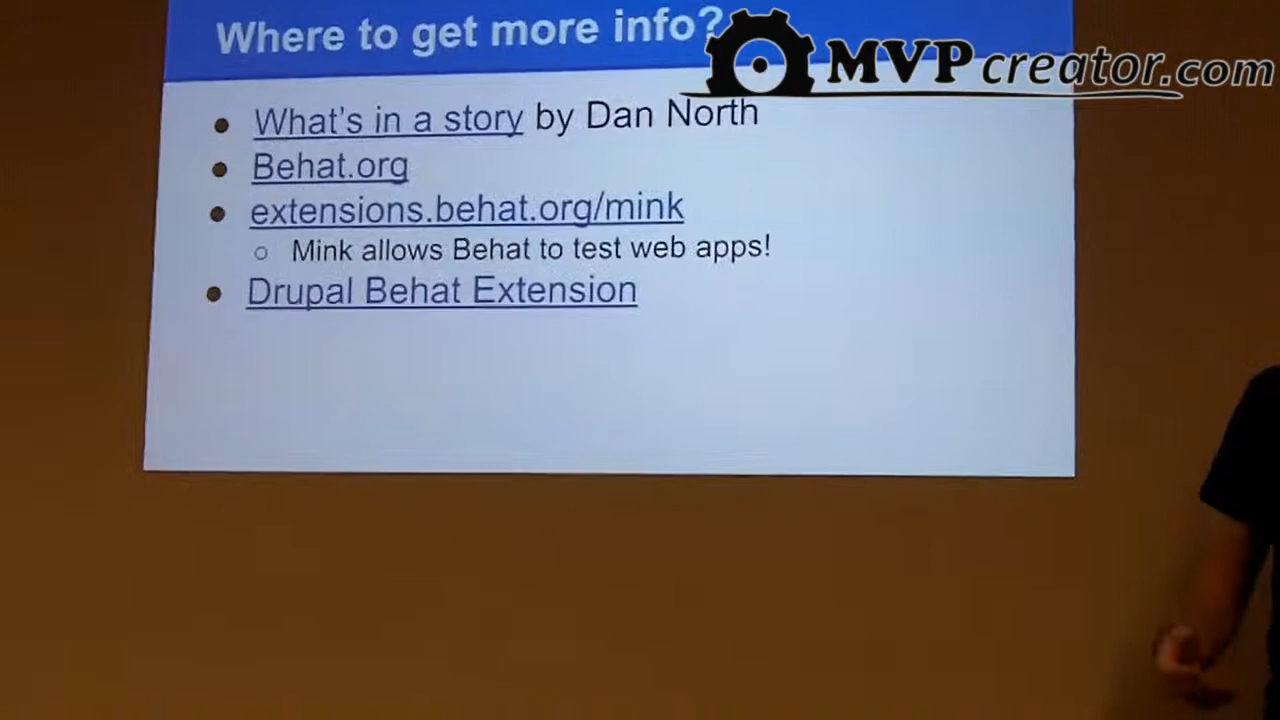 Where to get more info?
MVPcreator.com
What's in a story by Dan North
Behat.org
extensions.behat.org/mink
Mink allows Behat to test web apps!
Drupal Behat Extension